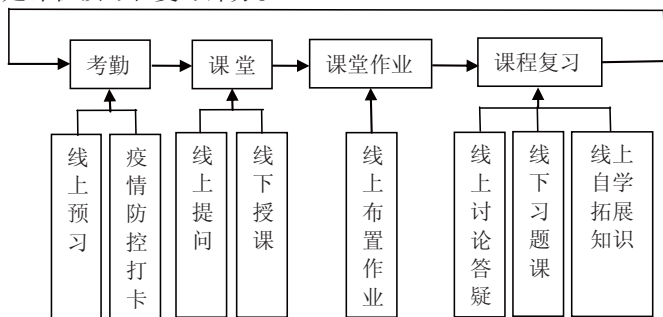 考勤
课堂
课堂作业
课程复习
线上预习
疫情防控打卡
线上提问
线下授课
线上布置作业
线上讨论答疑
线下习题课
线上
自学
拓展
知识